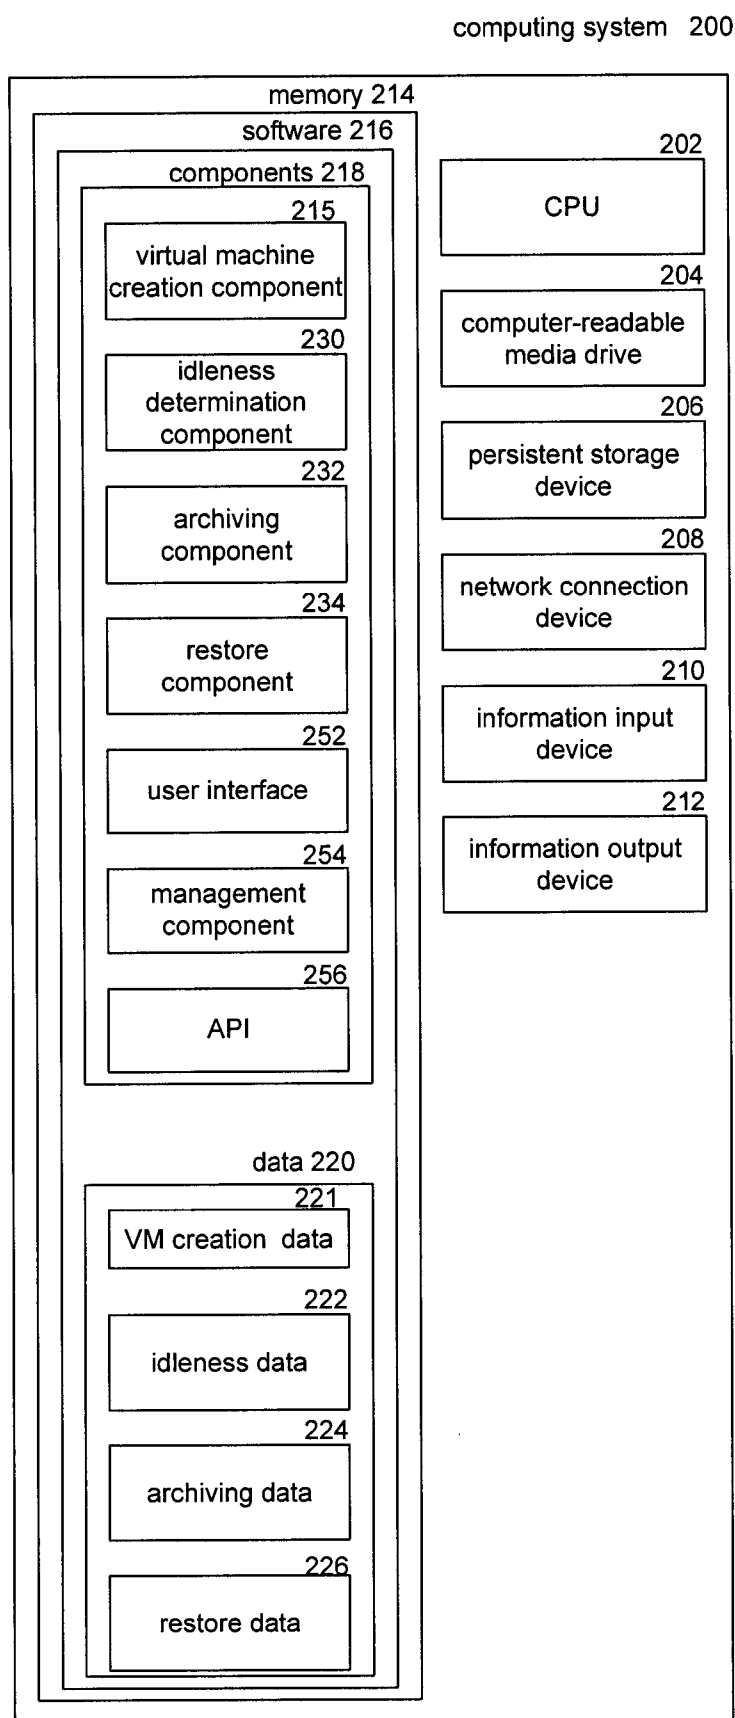 computing system 200
memory 214
software 216
components 218
215
virtual machine
creation component
230
idleness
determination
component
232
archiving
component
234
restore
component
252
user interface
254
management
component
256
API
data 220
221
VM creation data
222
idleness data
224
archiving data
226
restore data
202
CPU
204
computer-readable
media drive
206
persistent storage
device
208
network connection
device
210
information input
device
212
information output
device